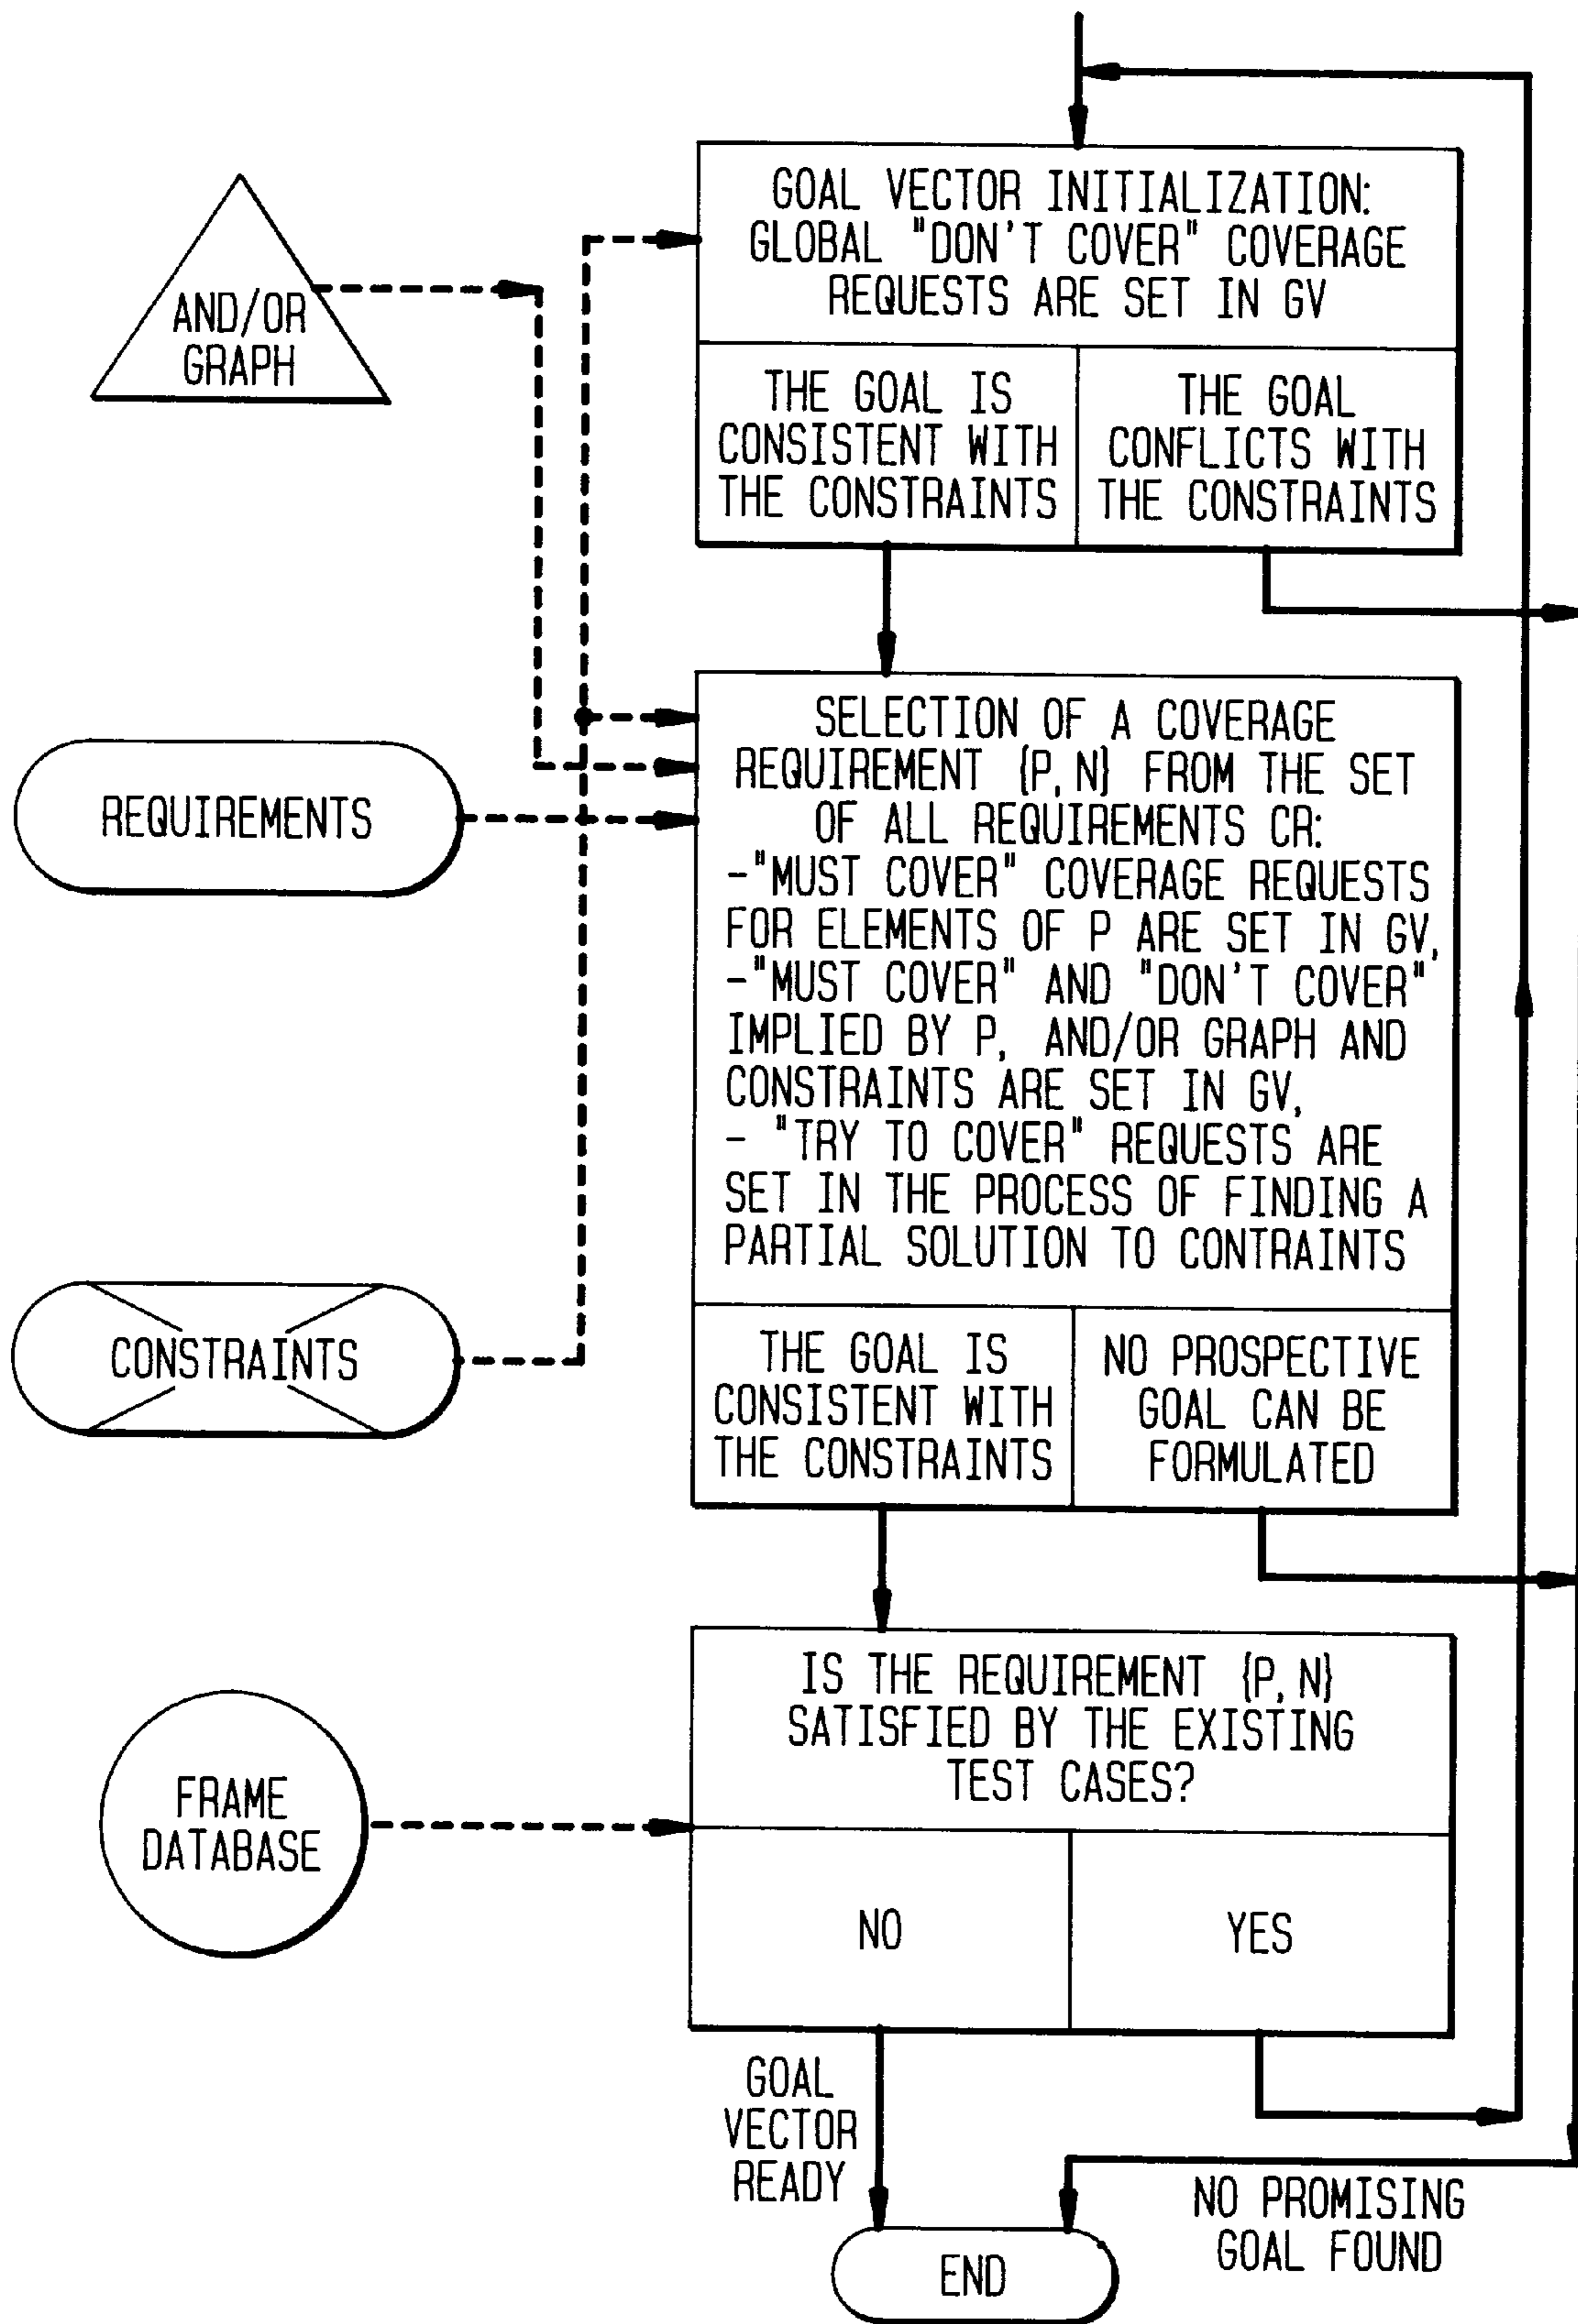 GOAL VECTOR INITIALIZATION:
GLOBAL "DON'T COVER" COVERAGE
REQUESTS ARE SET IN GV
AND/OR
GRAPH
THE GOAL IS
CONSISTENT WITH
THE CONSTRAINTS
THE GOAL
CONFLICTS WITH
THE CONSTRAINTS
SELECTION OF A COVERAGE
REQUIREMENT {P, N} FROM THE SET
OF ALL REQUIREMENTS CR:
-"MUST COVER" COVERAGE REQUESTS
FOR ELEMENTS OF P ARE SET IN GV,
-"MUST COVER" AND "DON'T COVER"
IMPLIED BY P, AND/OR GRAPH AND
CONSTRAINTS ARE SET IN GV,
- "TRY TO COVER" REQUESTS ARE
SET IN THE PROCESS OF FINDING A
PARTIAL SOLUTION TO CONTRAINTS
REQUIREMENTS
CONSTRAINTS
THE GOAL IS
CONSISTENT WITH
THE CONSTRAINTS
NO PROSPECTIVE
GOAL CAN BE
FORMULATED
IS THE REQUIREMENT {P, N}
SATISFIED BY THE EXISTING
TEST CASES?
FRAME
DATABASE
NO
YES
GOAL
VECTOR
READY
NO PROMISING
GOAL FOUND
END